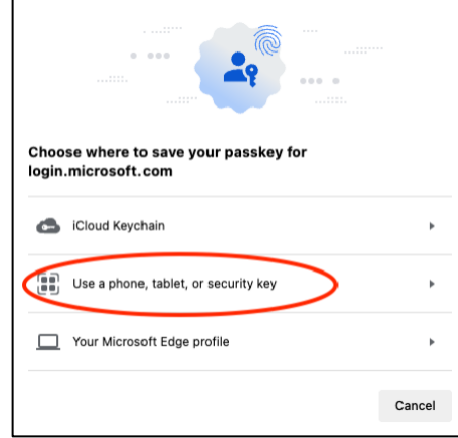 Choose where to save your passkey for
login.microsoft.com
iCloud Keychain
Use a phone, tablet, or security key
Your Microsoft Edge profile
Cancel